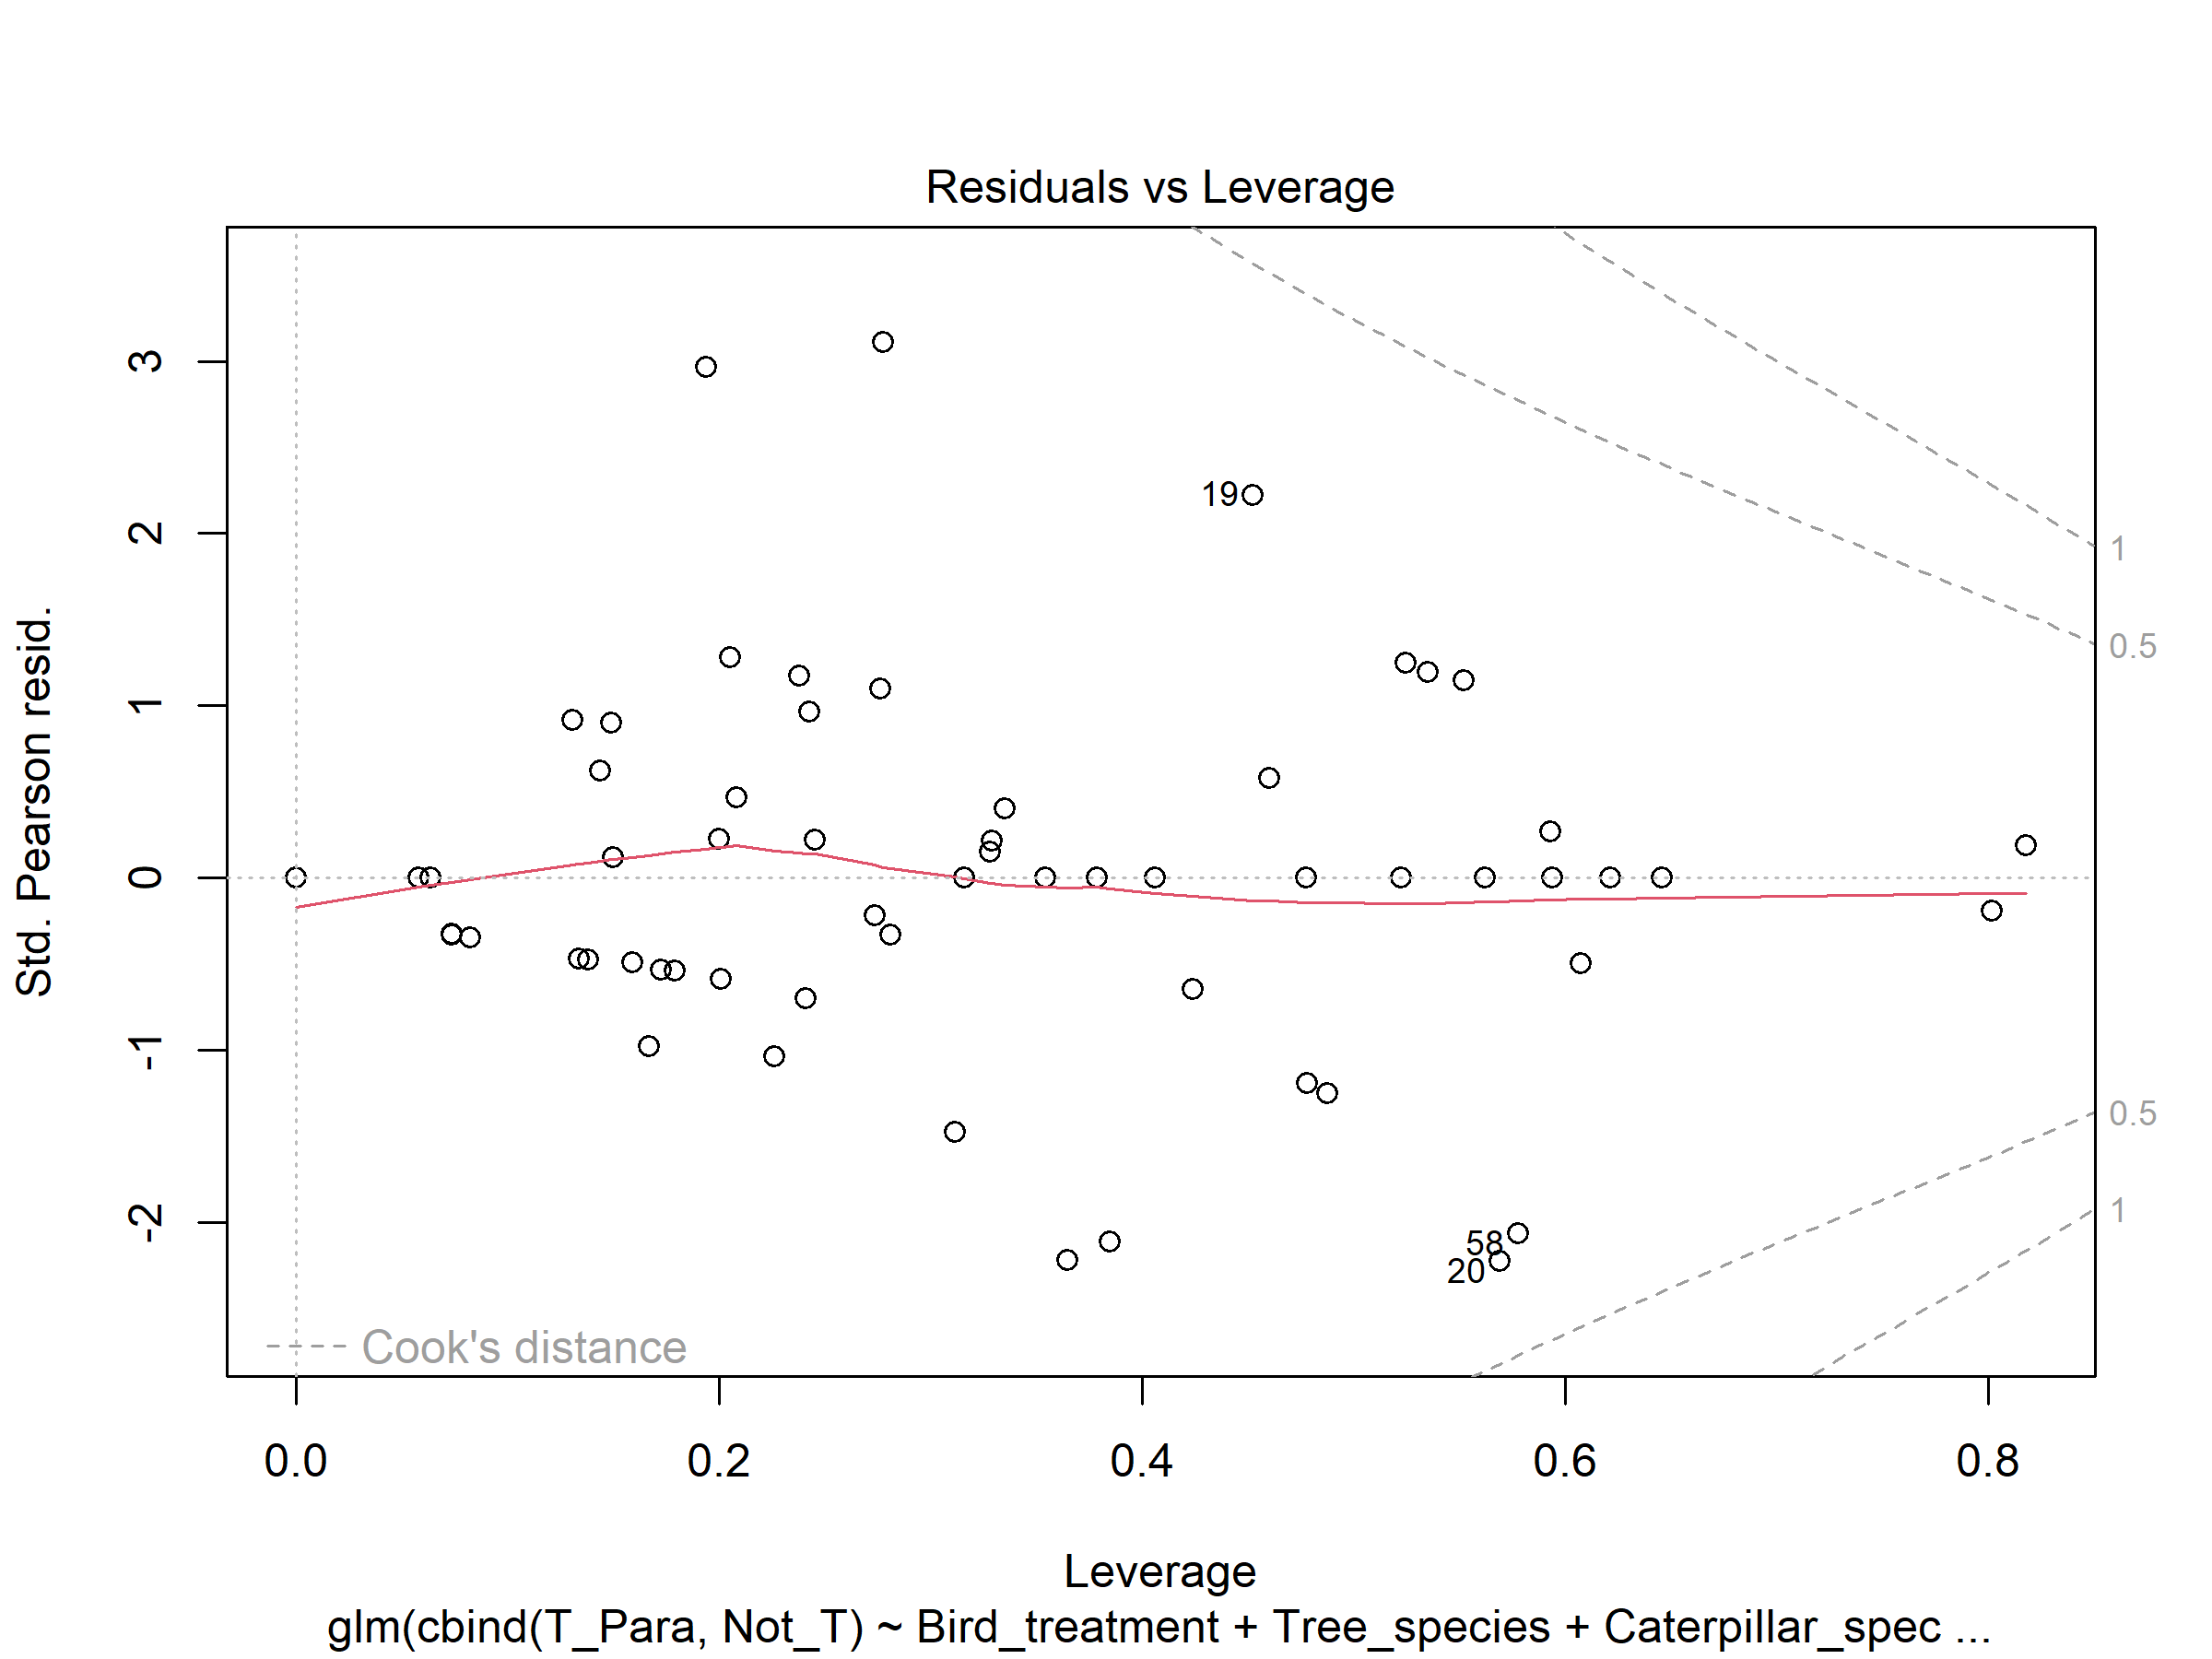 Residuals vs Leverage
Std. Pearson resid.
3
2
1
0
-1
-2
19
58
20
1
0.5
0.5
1
Cook's distance
0.0 0.2 0.4 0.6 0.8
Leverage
glm(cbind(T_Para, Not_T) ~ Bird_treatment + Tree_species + Caterpillar_spec ...